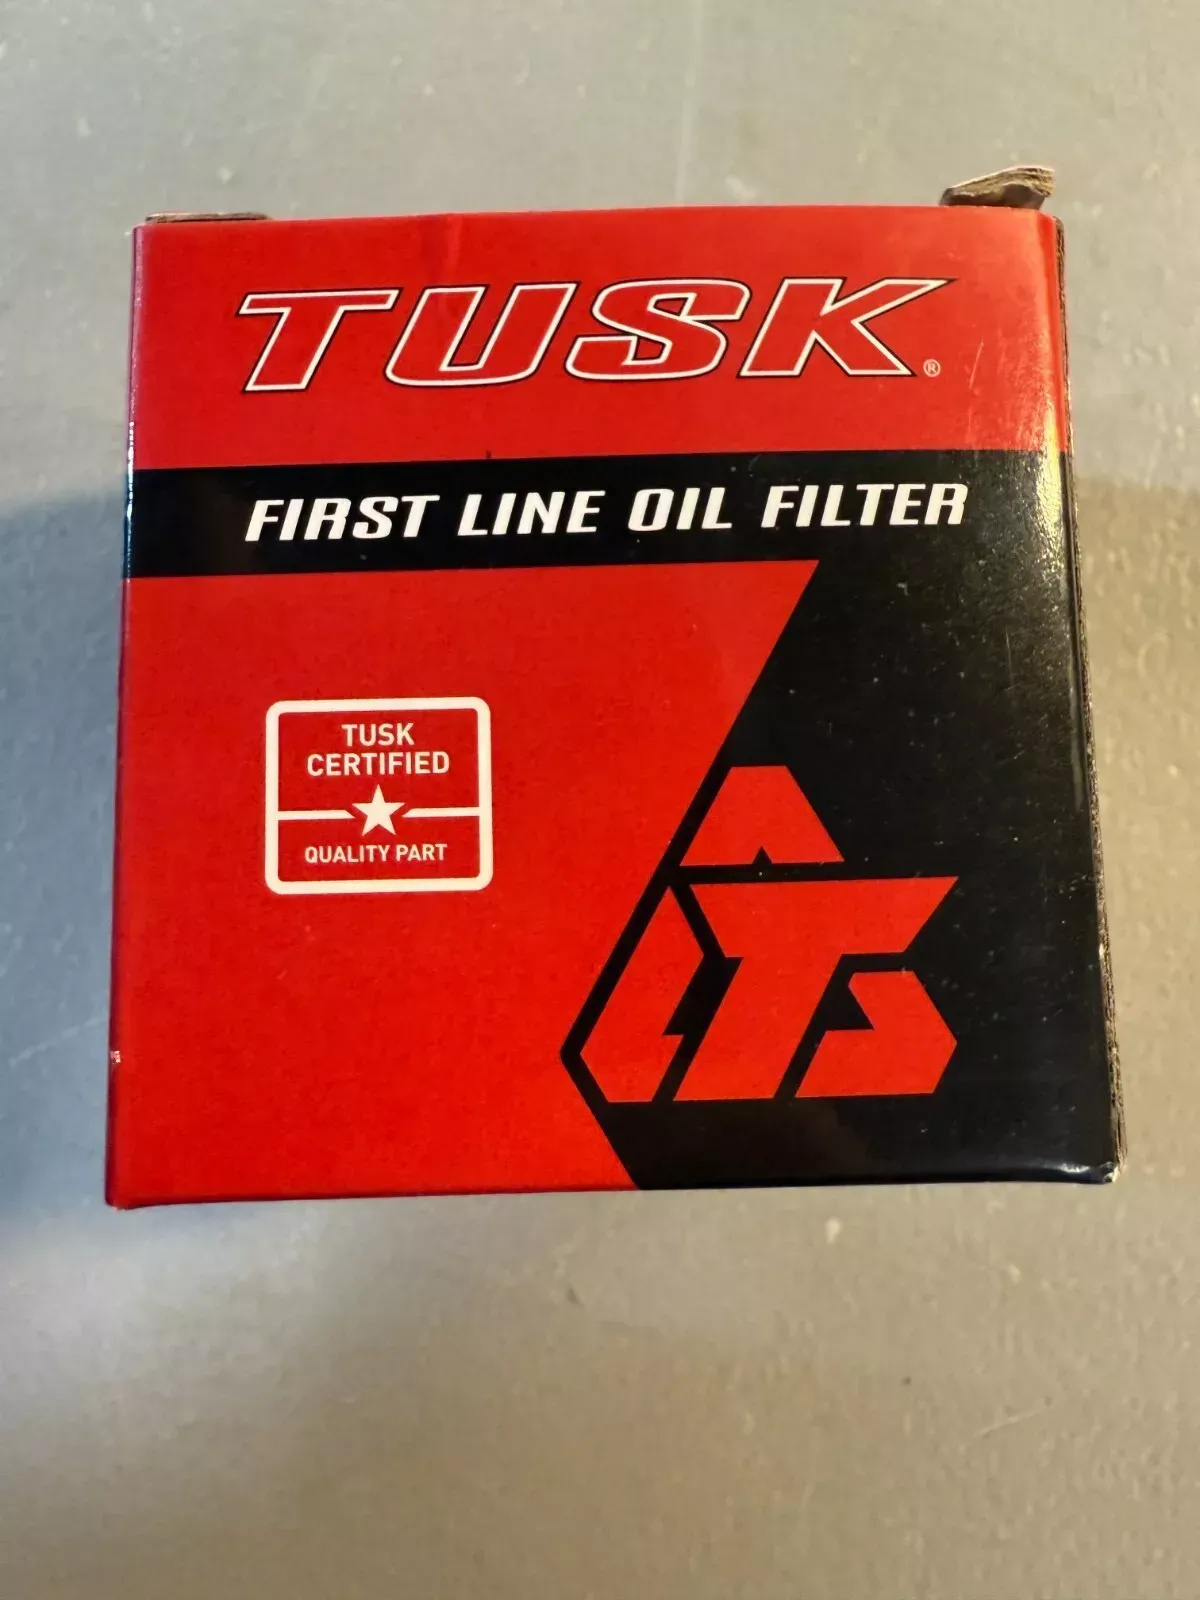 TUSK®
FIRST LINE OIL FILTER
TUSK
CERTIFIED
QUALITY PART